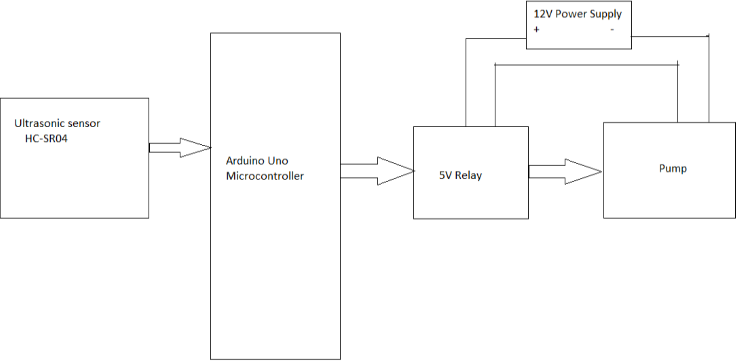 12V Power Supply
+ -
Ultrasonic sensor
HC-SR04
Arduino Uno
Microcontroller
5V Relay
Pump